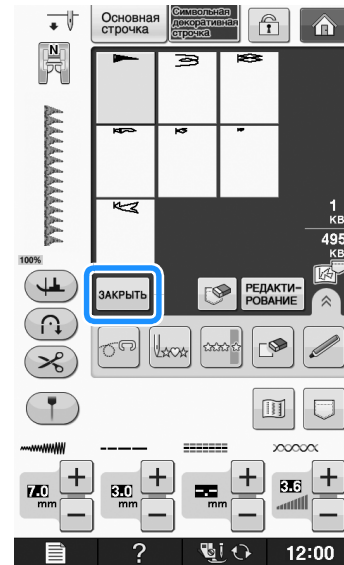 Основная
строчка
Символьная
декоративная
строчка
N
1
КВ
495
КВ
100%
ЗАКРЫТЬ
РЕДАКТИ-
РОВАНИЕ
7.0
mm
3.0
mm
-.-
mm
3.6
?
12:00